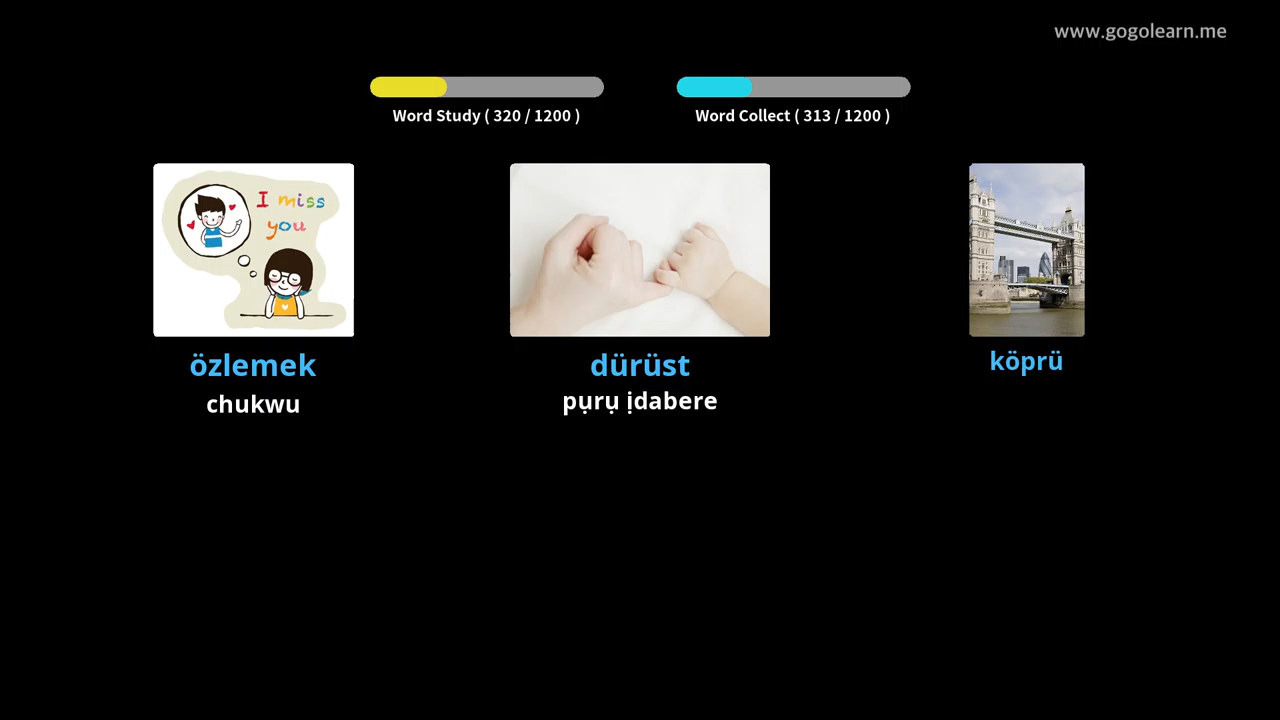 www.gogolearn.me
Word Study ( 320 / 1200 )
Word Collect ( 313 / 1200 )
I miss
you
özlemek
dürüst
köprü
chukwu
pụrụ ịdabere